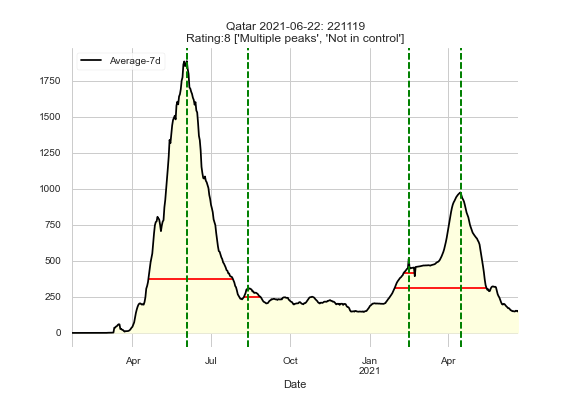 Qatar 2021-06-22: 221119
Rating:8 ['Multiple peaks', 'Not in control']
Average-7d
1750
1500
1250
1000
750
500
250
0
Apr
Jul
Oct
Jan
2021
Apr
Date